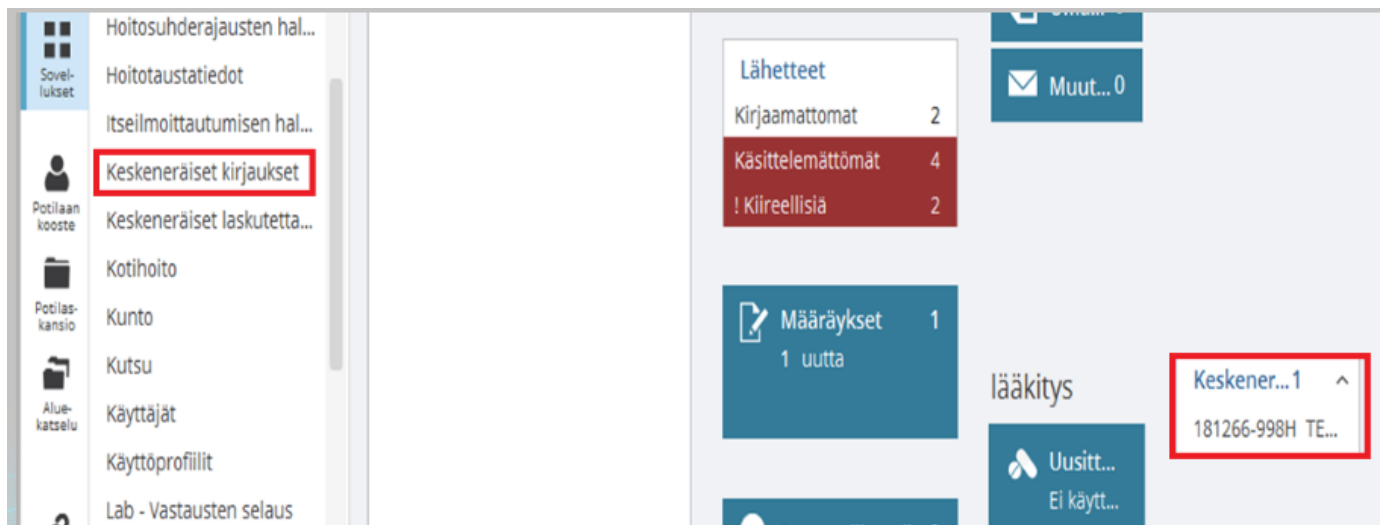 Sovel-
lukset
Potilaan
kooste
Potilas-
kansio
Alue-
katselu
Hoitosuhderajausten hal...
Hoitotaustatiedot
Itseilmoittautumisen hal...
Keskeneräiset kirjaukset
Keskeneräiset laskutetta...
Kotihoito
Kunto
Kutsu
Käyttäjät
Käyttöprofiilit
Lab - Vastausten selaus
Lähetteet
Kirjaamattomat 2
Käsittelemättömät 4
! Kiireellisiä 2
Määräykset 1
1 uutta
Muut... 0
lääkitys
Uusitt...
Ei käytt...
Keskener...1
181266-998H TE...